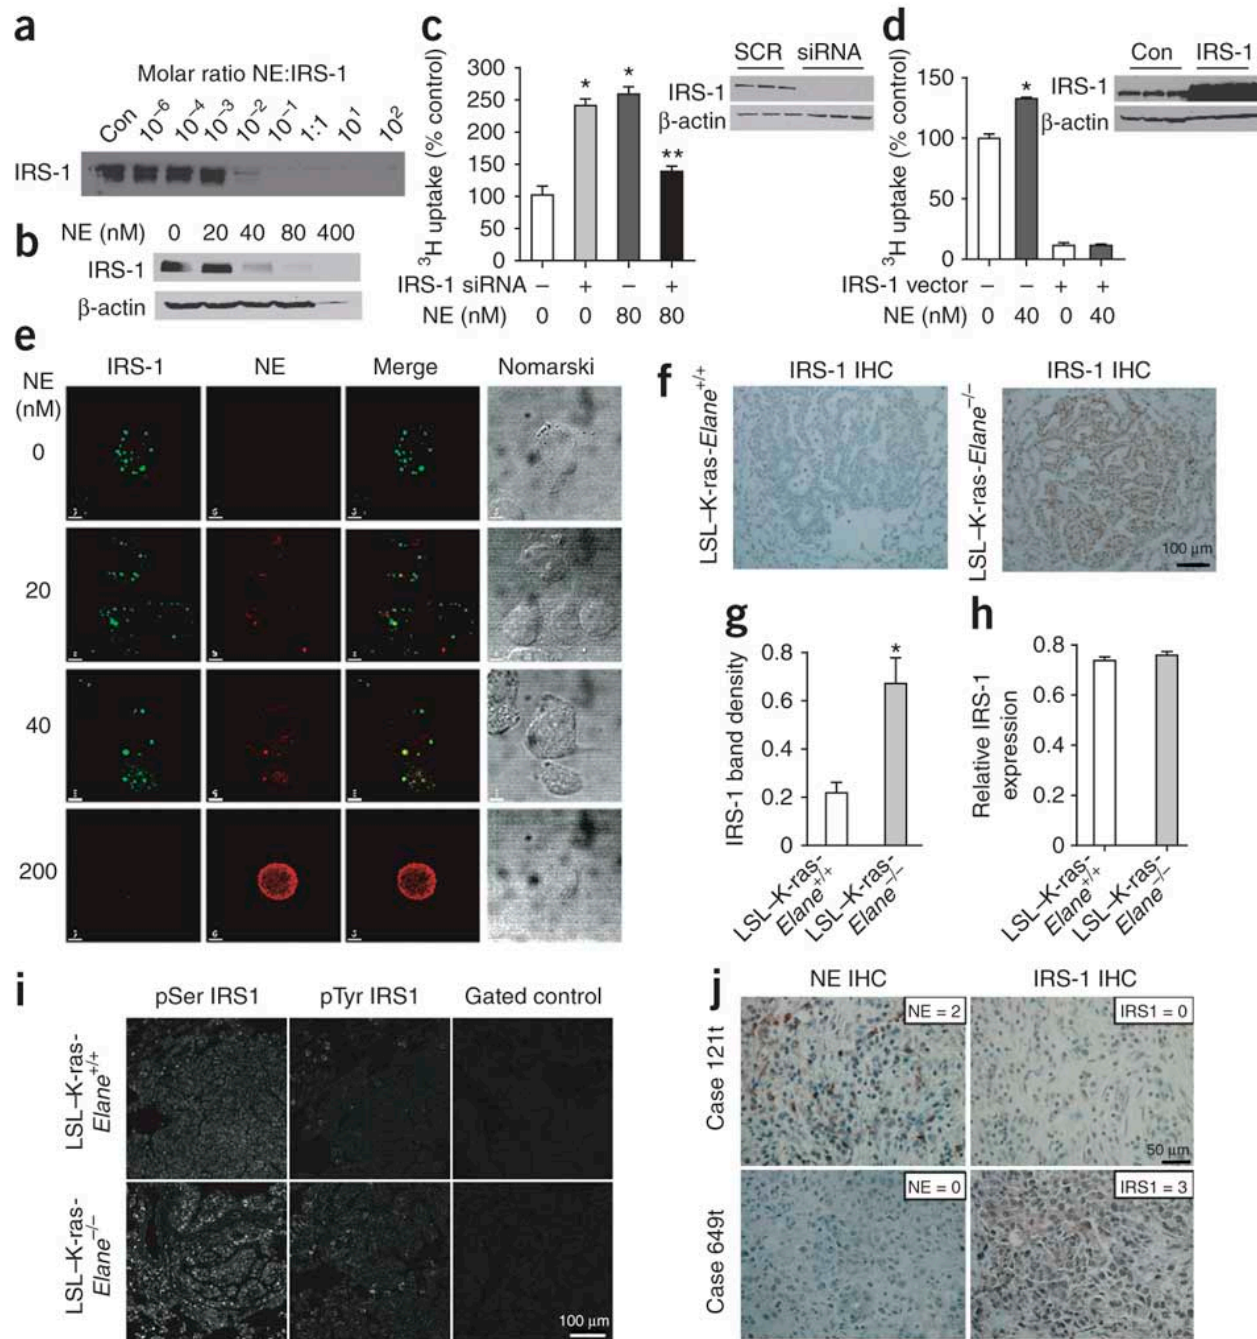 a
Molar ratio NE:IRS-1
Con 10⁻⁶ 10⁻⁴ 10⁻³ 10⁻² 10⁻¹ 1:1 10¹ 10²
IRS-1
b
NE (nM) 0 20 40 80 400
IRS-1
β-actin
c
³H uptake (% control)
300
250
200
150
100
50
0
* * **
IRS-1 siRNA – + – +
NE (nM) 0 0 80 80
SCR siRNA
IRS-1
β-actin
d
³H uptake (% control)
150
100
50
0
*
IRS-1 vector – – + +
NE (nM) 0 40 0 40
Con IRS-1
IRS-1
β-actin
e
NE (nM)
IRS-1 NE Merge Nomarski
0
20
40
200
f
IRS-1 IHC IRS-1 IHC
LSL–K-ras-Elane⁺/⁺
LSL–K-ras-Elane⁻/⁻
100 μm
g
IRS-1 band density
0.8
0.6
0.4
0.2
0
*
LSL–K-ras-
Elane⁺/⁺
LSL–K-ras-
Elane⁻/⁻
h
Relative IRS-1
expression
0.8
0.6
0.4
0.2
0
LSL–K-ras-
Elane⁺/⁺
LSL–K-ras-
Elane⁻/⁻
i
pSer IRS1 pTyr IRS1 Gated control
LSL–K-ras-
Elane⁺/⁺
LSL–K-ras-
Elane⁻/⁻
100 μm
j
NE IHC IRS-1 IHC
Case 121t
NE = 2
IRS1 = 0
50 μm
Case 649t
NE = 0
IRS1 = 3